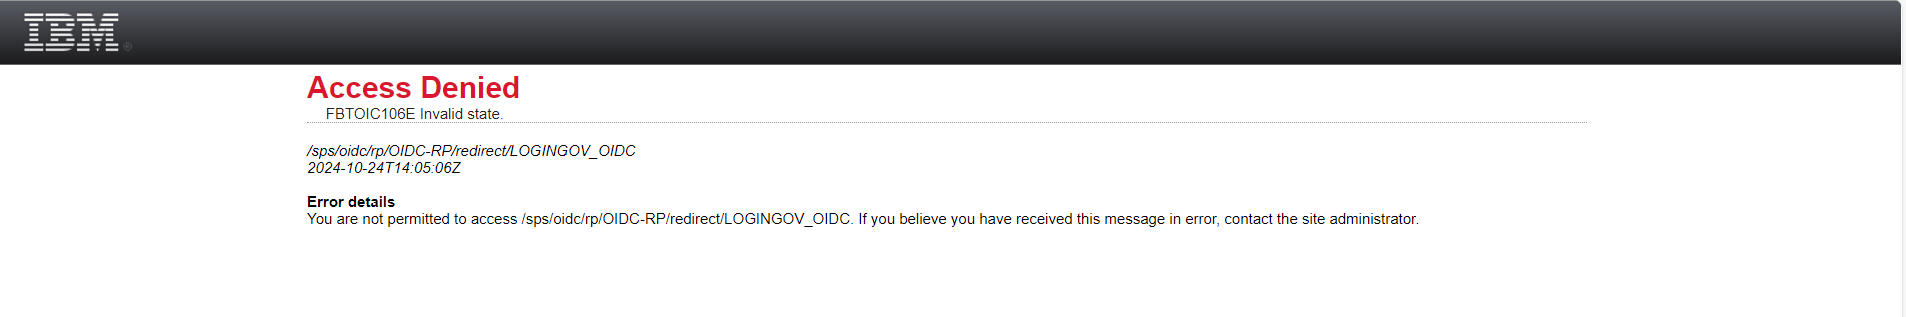 IBM®
Access Denied
FBTOIC106E Invalid state.
/sps/oidc/rp/OIDC-RP/redirect/LOGINGOV_OIDC
2024-10-24T14:05:06Z
Error details
You are not permitted to access /sps/oidc/rp/OIDC-RP/redirect/LOGINGOV_OIDC. If you believe you have received this message in error, contact the site administrator.